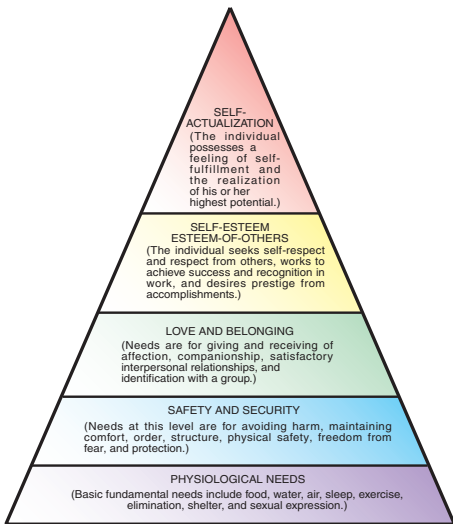 SELF-
ACTUALIZATION
(The individual
possesses a
feeling of self-
fulfillment and
the realization
of his or her
highest potential.)
SELF-ESTEEM
ESTEEM-OF-OTHERS
(The individual seeks self-respect
and respect from others, works to
achieve success and recognition in
work, and desires prestige from
accomplishments.)
LOVE AND BELONGING
(Needs are for giving and receiving of
affection, companionship, satisfactory
interpersonal relationships, and
identification with a group.)
SAFETY AND SECURITY
(Needs at this level are for avoiding harm, maintaining
comfort, order, structure, physical safety, freedom from
fear, and protection.)
PHYSIOLOGICAL NEEDS
(Basic fundamental needs include food, water, air, sleep, exercise,
elimination, shelter, and sexual expression.)